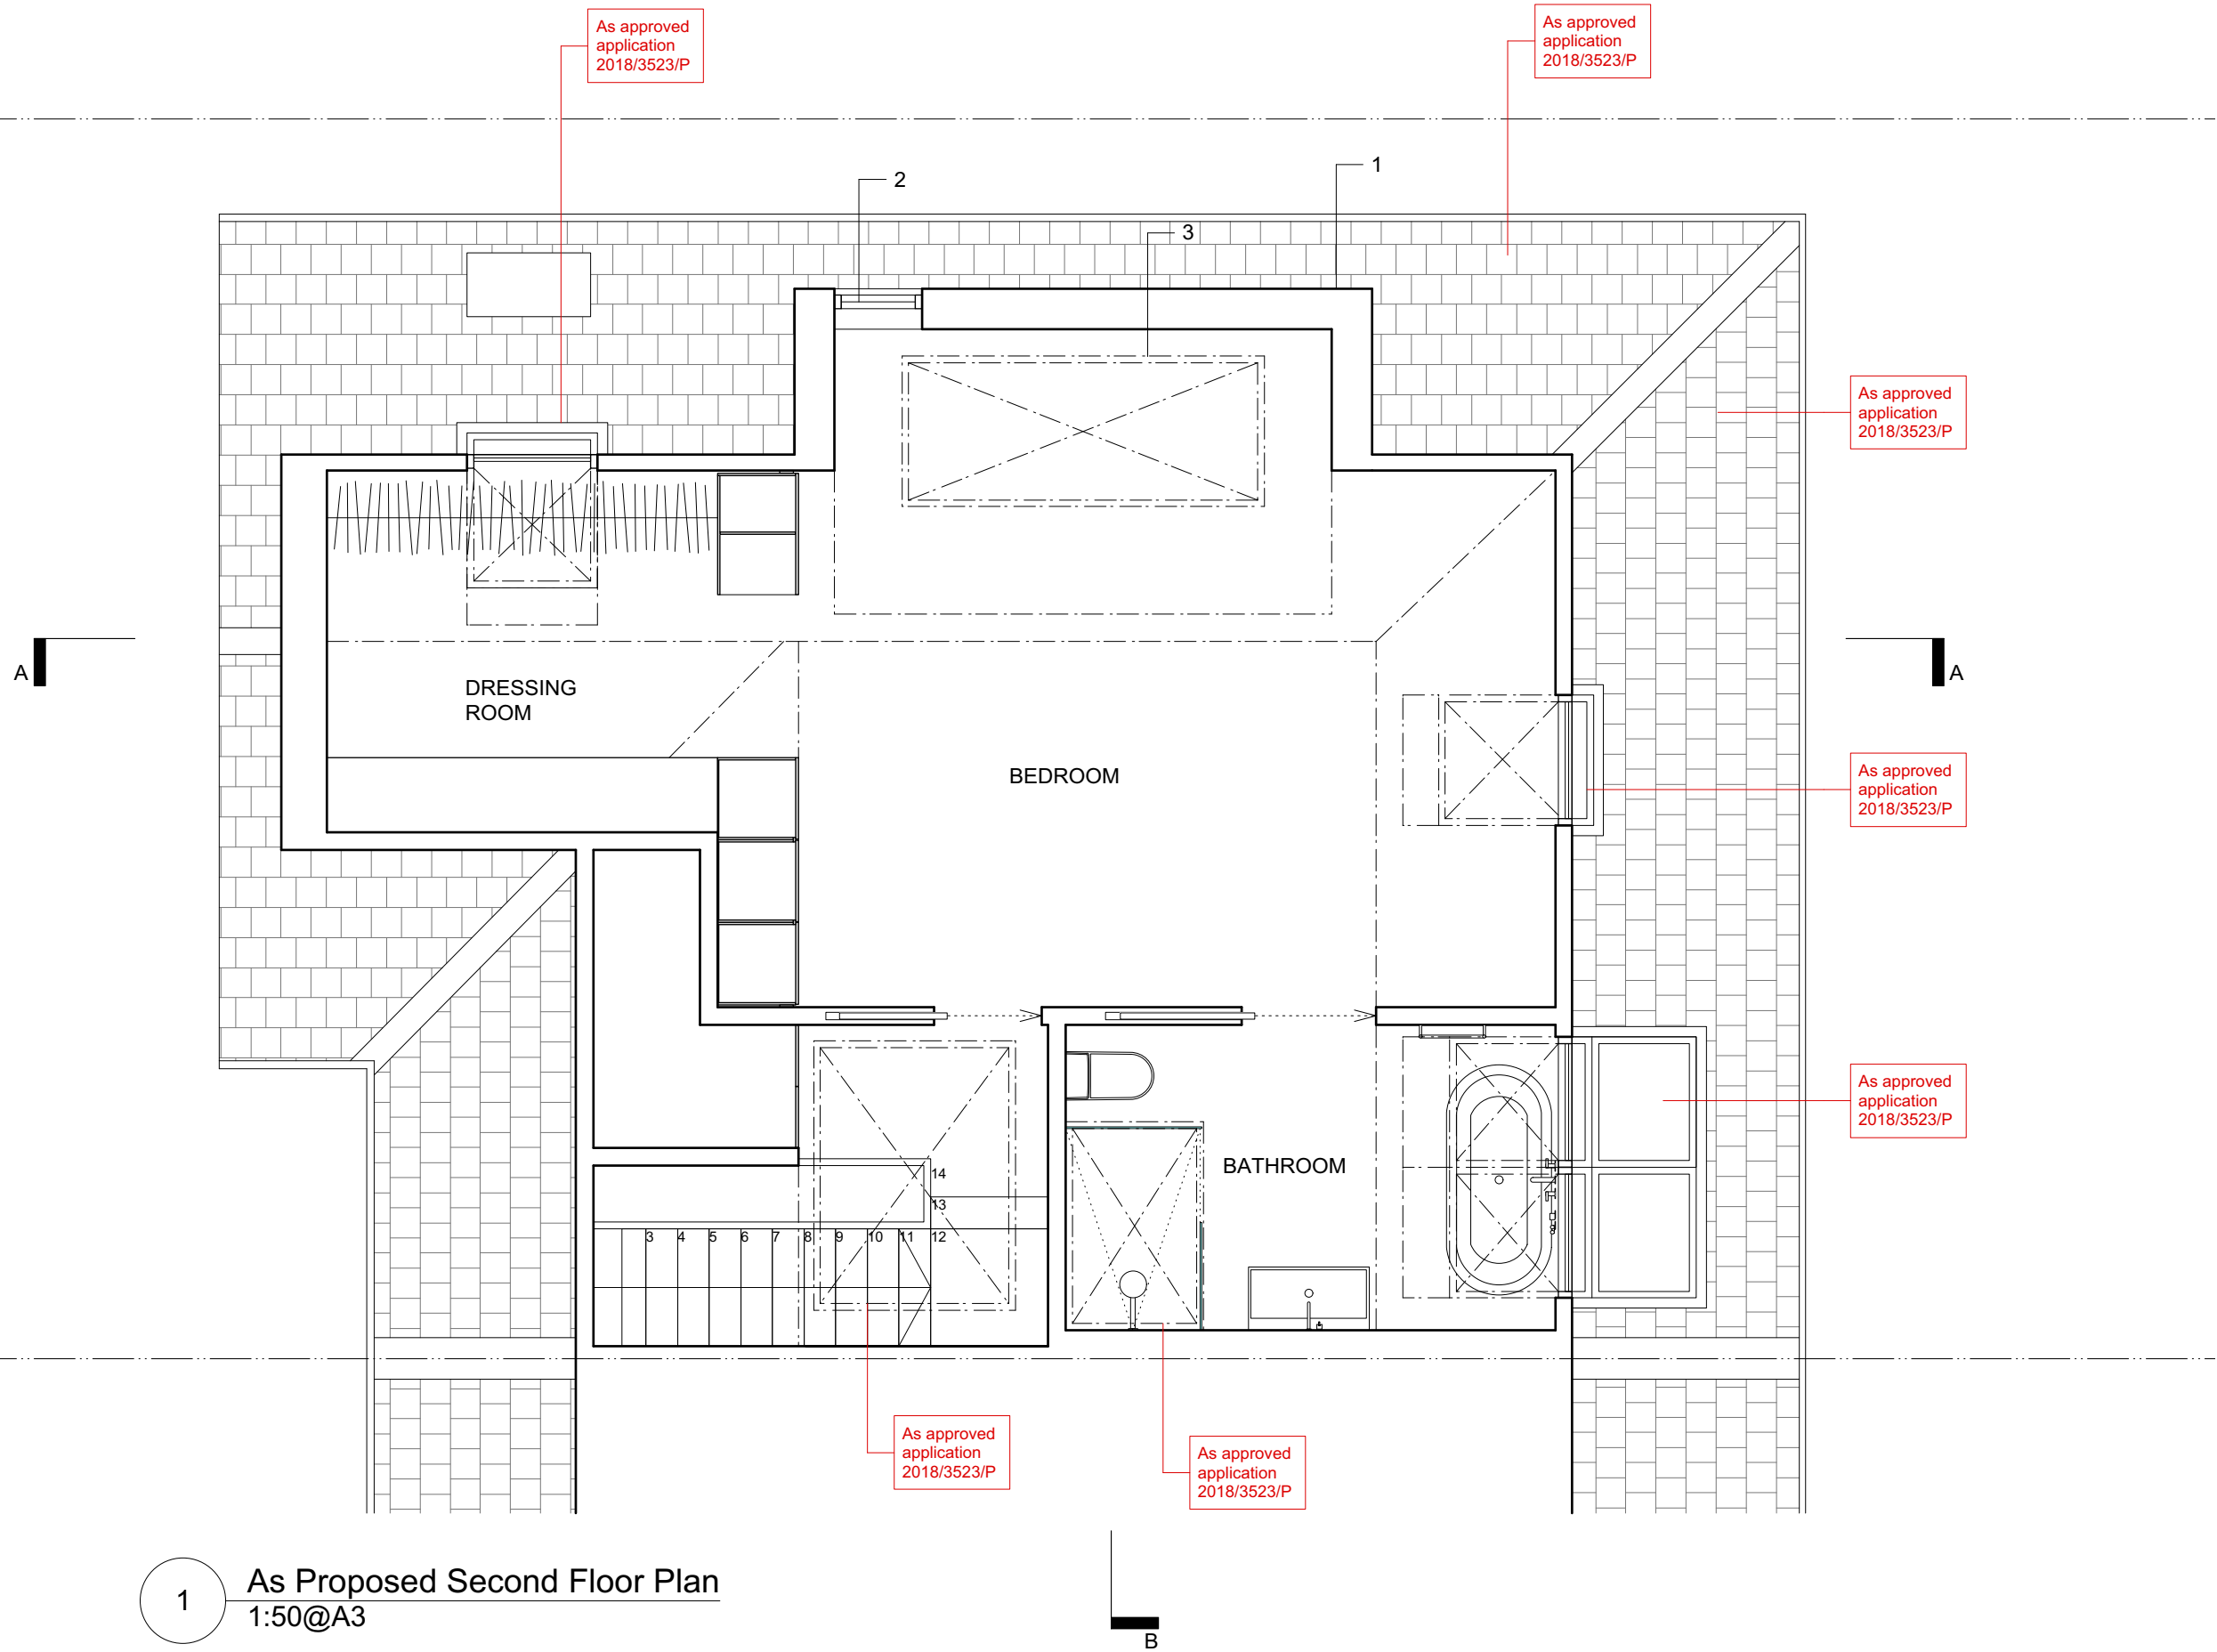 As approved
application
2018/3523/P
As approved
application
2018/3523/P
1
2
3
As approved
application
2018/3523/P
A
A
DRESSING
ROOM
BEDROOM
As approved
application
2018/3523/P
As approved
application
2018/3523/P
BATHROOM
14
13
3 4 5 6 7 8 9 10 11 12
As approved
application
2018/3523/P
As approved
application
2018/3523/P
1
As Proposed Second Floor Plan
1:50@A3
B